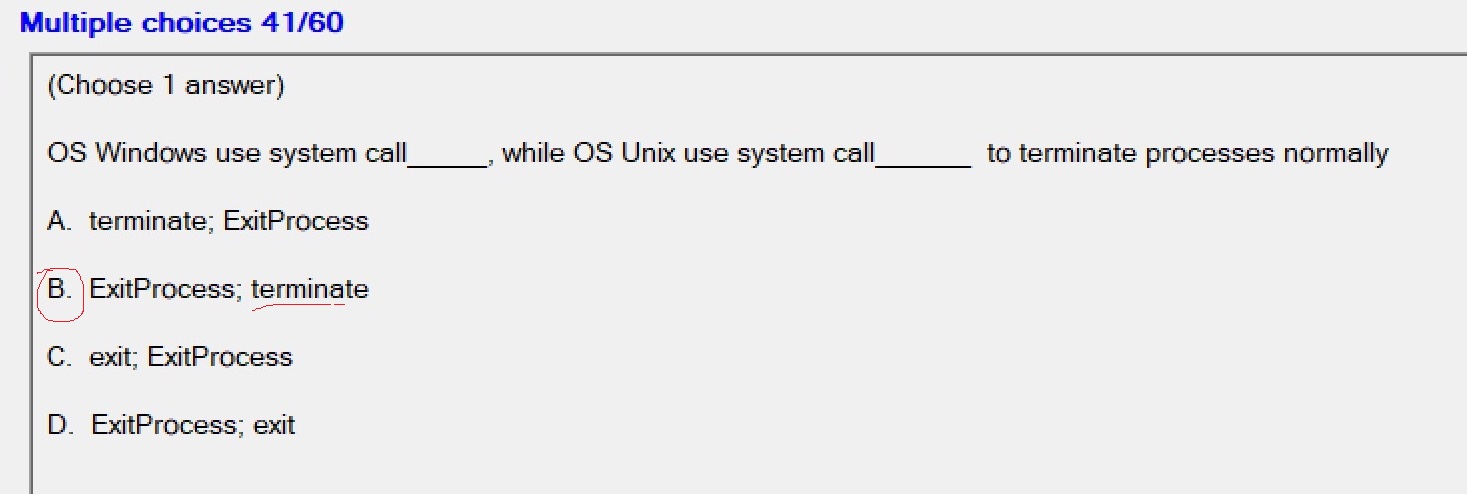 Multiple choices 41/60
(Choose 1 answer)
OS Windows use system call_____, while OS Unix use system call______ to terminate processes normally
A. terminate; ExitProcess
B. ExitProcess; terminate
C. exit; ExitProcess
D. ExitProcess; exit